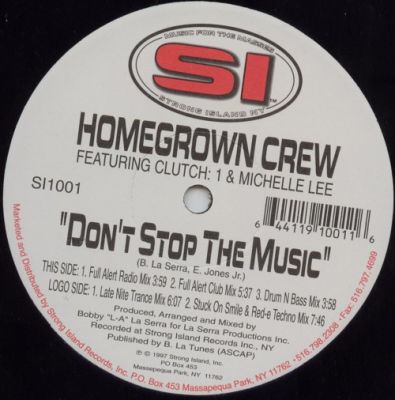 MUSIC FOR THE MASSES
SI™
STRONG ISLAND NY
HOMEGROWN CREW
FEATURING CLUTCH: 1 & MICHELLE LEE
SI1001
6 44119 10011 6
"DON'T STOP THE MUSIC"
(B. La Serra, E. Jones Jr.)
THIS SIDE: 1. Full Alert Radio Mix 3:59 2. Full Alert Club Mix 5:51 3. Drum N Bass Mix 3:58
LOGO SIDE: 1. Late Nite Trance Mix 6:07 2. Stuck On Smile & Red-e Techno Mix 7:46
Produced, Arranged and Mixed by
Bobby "L-A" La Serra for La Serra Productions Inc.
Recorded at Strong Island Records Inc., NY
Published by B. La Tunes (ASCAP)
℗ © 1997 Strong Island, Inc.
PO Box 453
Massapequa Park, NY 11762
Marketed and Distributed by Strong Island Records, Inc. P.O. Box 453 Massapequa Park, NY 11762 • 516.798.2308 • Fax: 516.797.4699